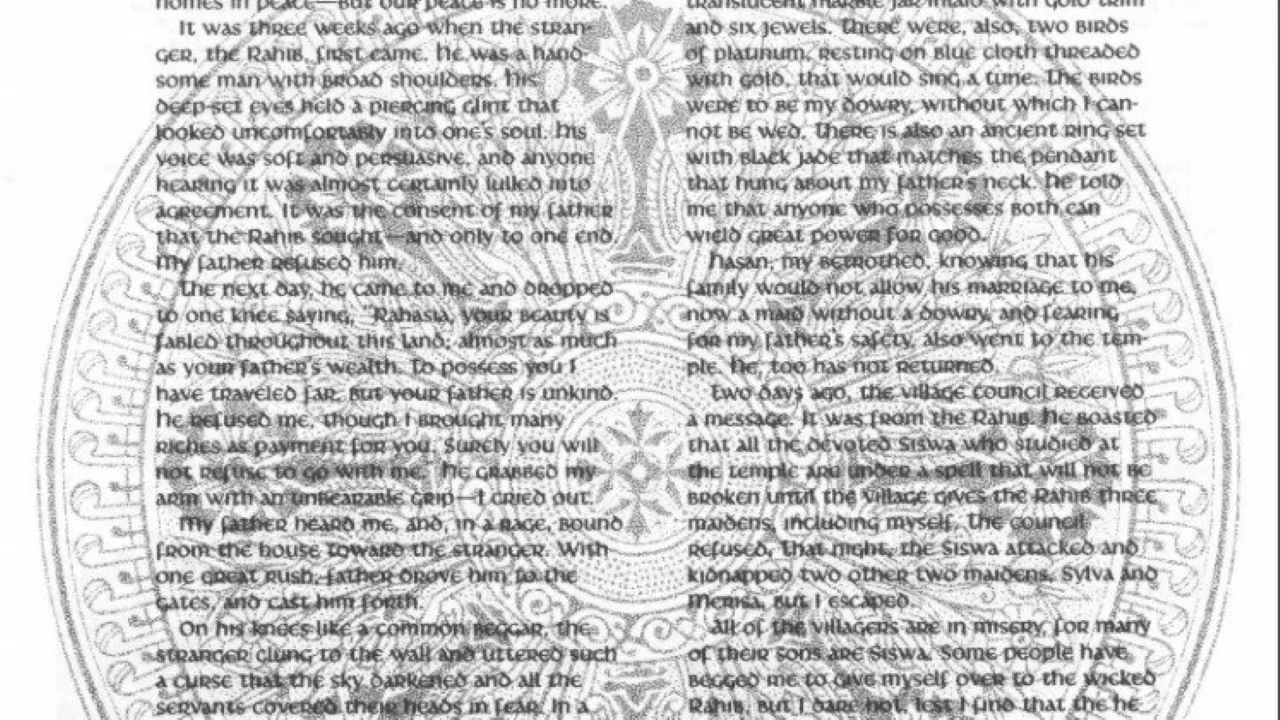 homes in peace—but our peace is no more.
It was three weeks ago when the stran-
ger, the Rahib, first came. He was a hand-
some man with broad shoulders. His
deep-set eyes held a piercing glint that
looked uncomfortably into one's soul. His
voice was soft and persuasive, and anyone
hearing it was almost certainly lulled into
agreement. It was the consent of my father
that the Rahib sought—and only to one end.
My father refused him.
The next day, he came to me and dropped
to one knee saying, "Rahasia, your beauty is
fabled throughout this land; almost as much
as your father's wealth. To possess you I
have traveled far, but your father is unkind.
He refused me, though I brought many
riches as payment for you. Surely you will
not refuse to go with me." He grabbed my
arm with an unbearable grip—I cried out.
My father heard me, and, in a rage, bound
from the house toward the stranger. With
one great rush, father drove him to the
gates, and cast him forth.
On his knees like a common beggar, the
stranger clung to the wall and uttered such
a curse that the sky darkened and all the
servants covered their heads in fear. In a
translucent marble jar inlaid with gold trim
and six jewels. There were, also, two birds
of platinum, resting on blue cloth threaded
with gold, that would sing a tune. The birds
were to be my dowry, without which I can-
not be wed. There is also an ancient ring set
with black jade that matches the pendant
that hung about my father's neck. He told
me that anyone who possesses both can
wield great power for good.
Hasan, my betrothed, knowing that his
family would not allow his marriage to me,
now a maid without a dowry, and fearing
for my father's safety, also went to the tem-
ple. He, too has not returned.
Two days ago, the village council received
a message. It was from the Rahib. He boasted
that all the devoted Siswa who studied at
the temple are under a spell that will not be
broken until the village gives the Rahib three
maidens, including myself. The council
refused. That night, the Siswa attacked and
kidnapped two other two maidens, Sylva and
Merisa, but I escaped.
All of the villagers are in misery, for many
of their sons are Siswa. Some people have
begged me to give myself over to the wicked
Rahib, but I dare not, lest I find that the he